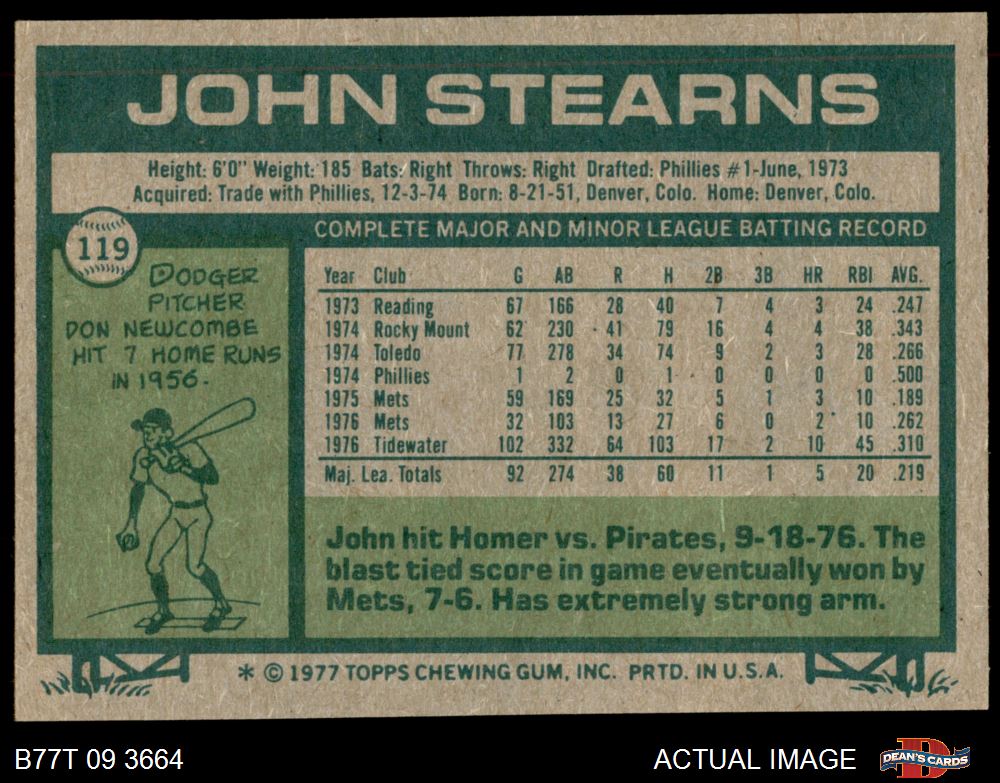 JOHN STEARNS
Height: 6'0" Weight: 185 Bats: Right Throws: Right Drafted: Phillies #1-June, 1973
Acquired: Trade with Phillies, 12-3-74 Born: 8-21-51, Denver, Colo. Home: Denver, Colo.
119
DODGER
PITCHER
DON NEWCOMBE
HIT 7 HOME RUNS
IN 1956.
COMPLETE MAJOR AND MINOR LEAGUE BATTING RECORD
Year Club G AB R H 2B 3B HR RBI AVG.
1973 Reading 67 166 28 40 7 4 3 24 .247
1974 Rocky Mount 62 230 41 79 16 4 4 38 .343
1974 Toledo 77 278 34 74 9 2 3 28 .266
1974 Phillies 1 2 0 1 0 0 0 0 .500
1975 Mets 59 169 25 32 5 1 3 10 .189
1976 Mets 32 103 13 27 6 0 2 10 .262
1976 Tidewater 102 332 64 103 17 2 10 45 .310
Maj. Lea. Totals 92 274 38 60 11 1 5 20 .219
John hit Homer vs. Pirates, 9-18-76. The
blast tied score in game eventually won by
Mets, 7-6. Has extremely strong arm.
* © 1977 TOPPS CHEWING GUM, INC. PRTD. IN U.S.A.
B77T 09 3664
ACTUAL IMAGE
DEAN'S CARDS